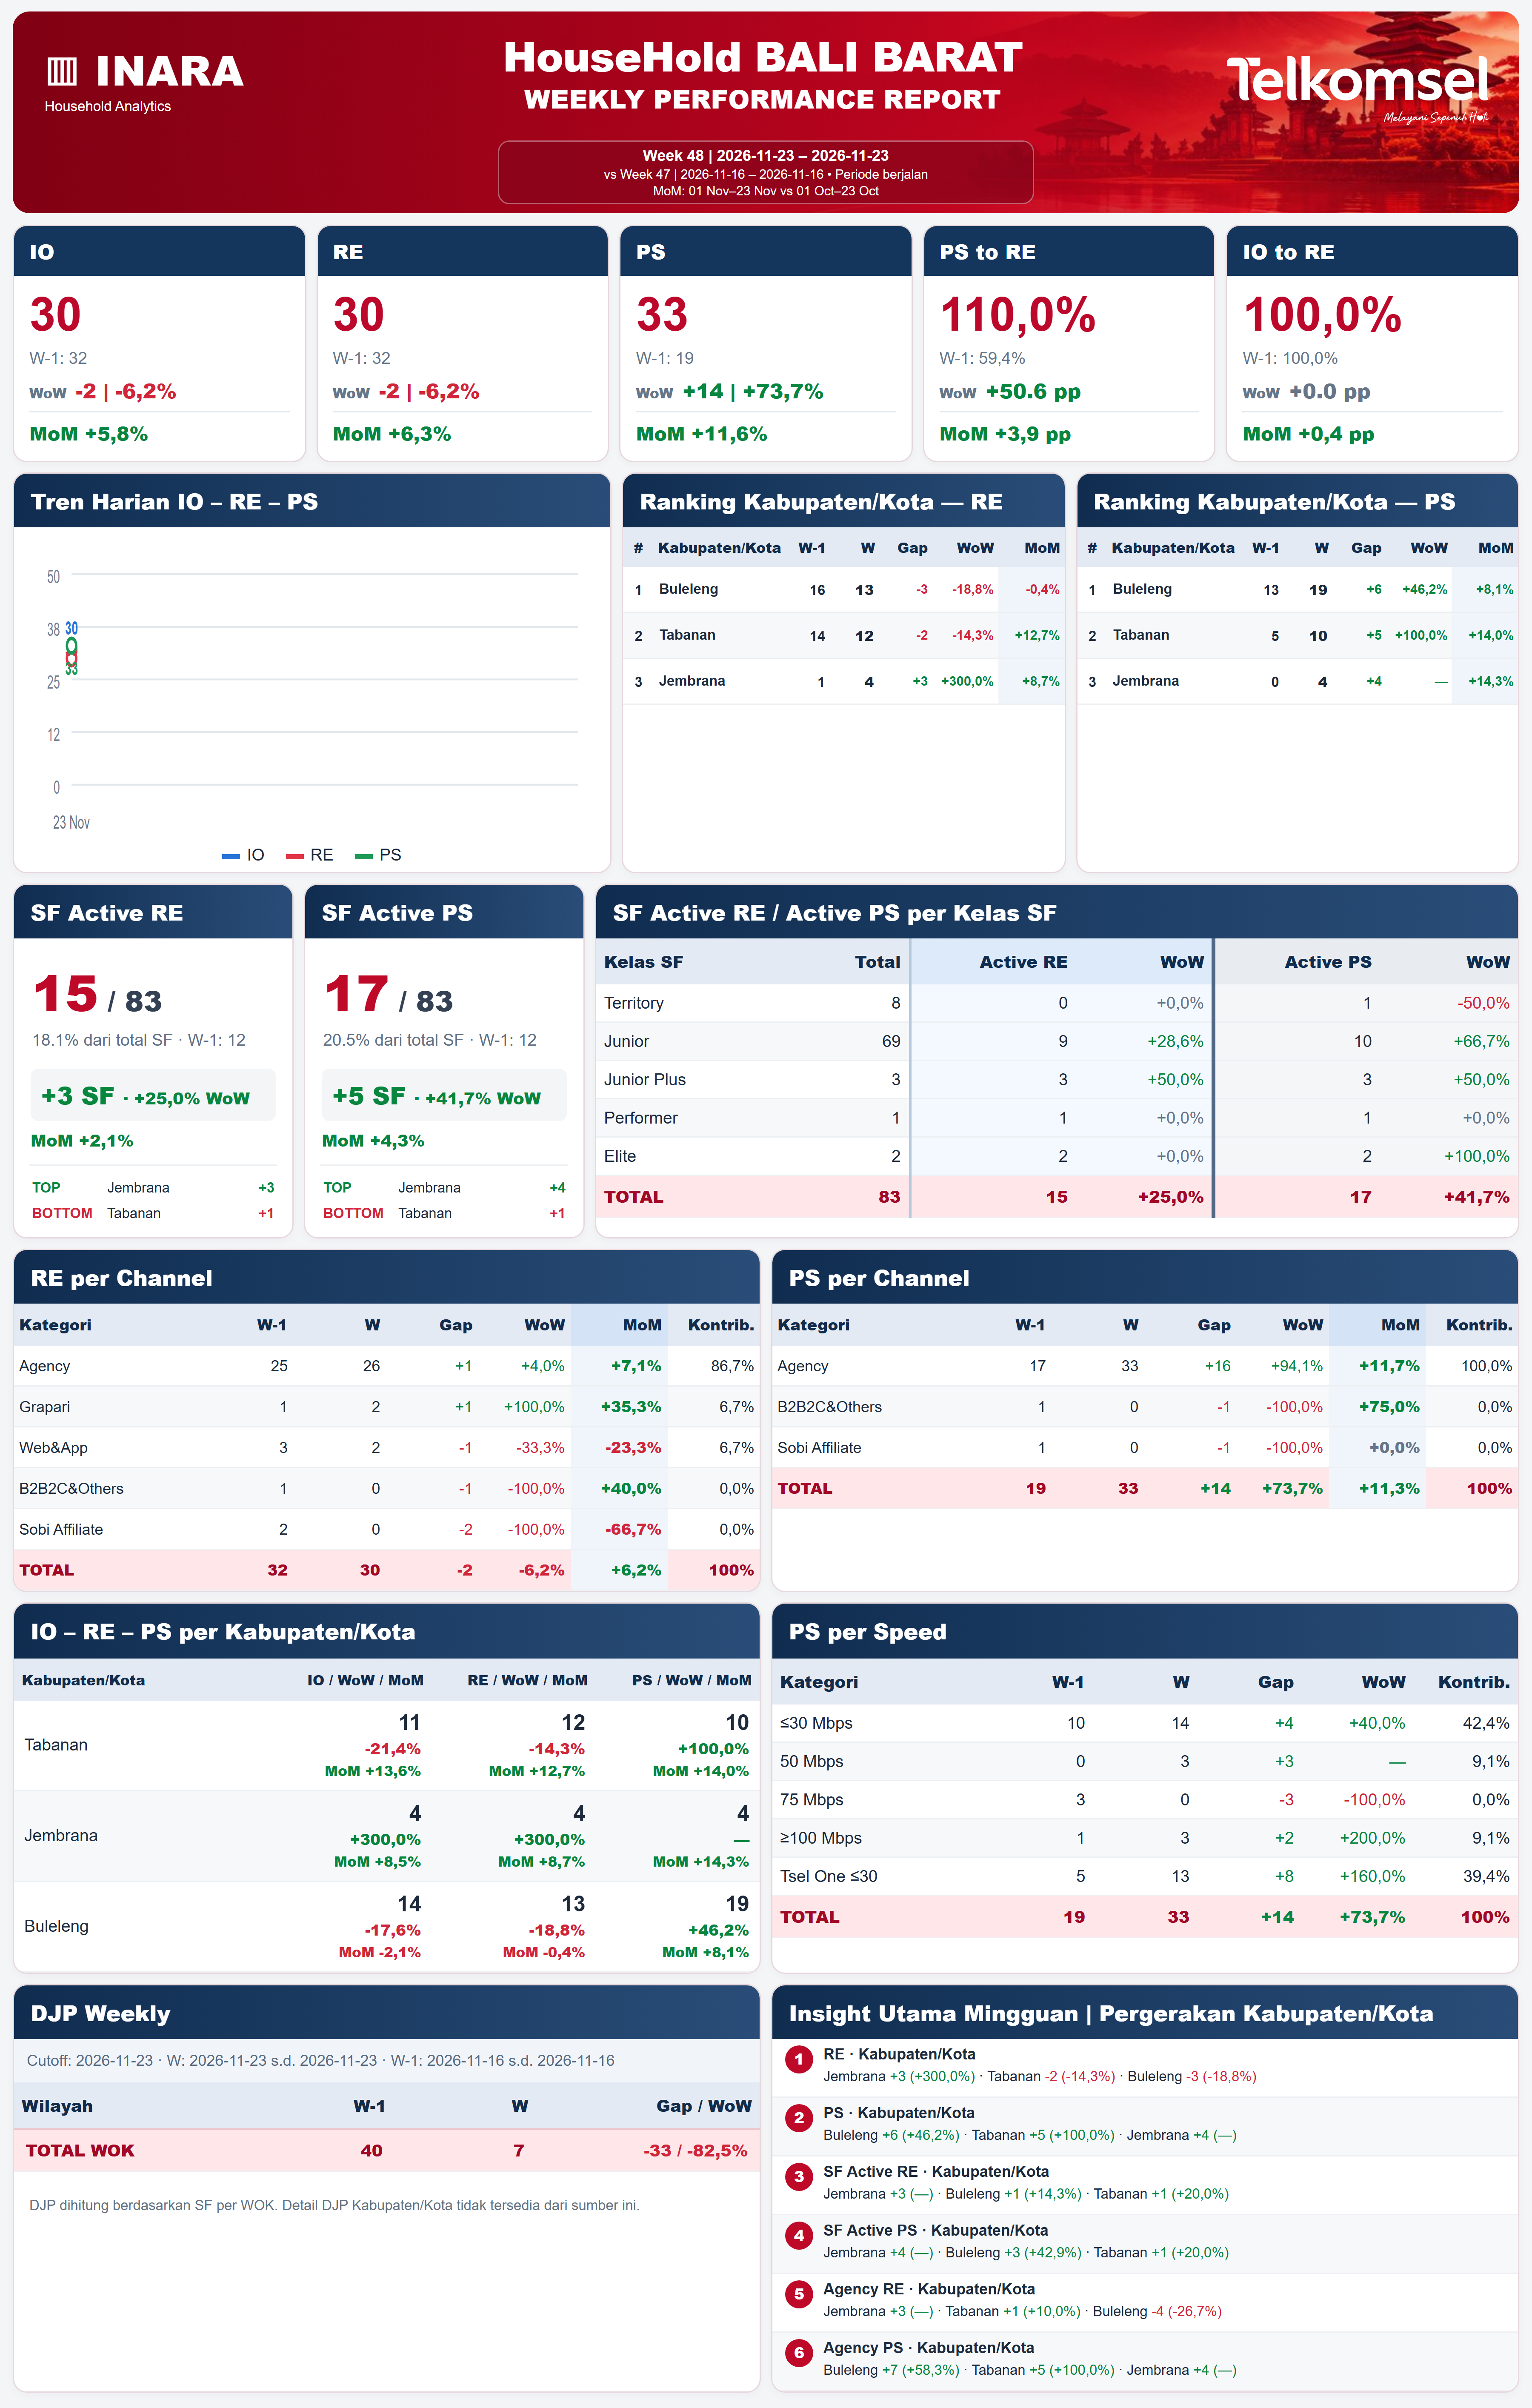 INARA
Household Analytics
HouseHold BALI BARAT
WEEKLY PERFORMANCE REPORT
Week 48 | 2026-11-23 – 2026-11-23
vs Week 47 | 2026-11-16 – 2026-11-16 • Periode berjalan
MoM: 01 Nov–23 Nov vs 01 Oct–23 Oct
Telkomsel
Melayani Sepenuh Hati
IO
30
W-1: 32
WoW -2 | -6,2%
MoM +5,8%
RE
30
W-1: 32
WoW -2 | -6,2%
MoM +6,3%
PS
33
W-1: 19
WoW +14 | +73,7%
MoM +11,6%
PS to RE
110,0%
W-1: 59,4%
WoW +50.6 pp
MoM +3,9 pp
IO to RE
100,0%
W-1: 100,0%
WoW +0.0 pp
MoM +0,4 pp
Tren Harian IO – RE – PS
50
38 30
33
25
12
0
23 Nov
IO RE PS
Ranking Kabupaten/Kota — RE
# Kabupaten/Kota W-1 W Gap WoW MoM
1 Buleleng 16 13 -3 -18,8% -0,4%
2 Tabanan 14 12 -2 -14,3% +12,7%
3 Jembrana 1 4 +3 +300,0% +8,7%
Ranking Kabupaten/Kota — PS
# Kabupaten/Kota W-1 W Gap WoW MoM
1 Buleleng 13 19 +6 +46,2% +8,1%
2 Tabanan 5 10 +5 +100,0% +14,0%
3 Jembrana 0 4 +4 — +14,3%
SF Active RE
15 / 83
18.1% dari total SF · W-1: 12
+3 SF · +25,0% WoW
MoM +2,1%
TOP Jembrana +3
BOTTOM Tabanan +1
SF Active PS
17 / 83
20.5% dari total SF · W-1: 12
+5 SF · +41,7% WoW
MoM +4,3%
TOP Jembrana +4
BOTTOM Tabanan +1
SF Active RE / Active PS per Kelas SF
Kelas SF Total Active RE WoW Active PS WoW
Territory 8 0 +0,0% 1 -50,0%
Junior 69 9 +28,6% 10 +66,7%
Junior Plus 3 3 +50,0% 3 +50,0%
Performer 1 1 +0,0% 1 +0,0%
Elite 2 2 +0,0% 2 +100,0%
TOTAL 83 15 +25,0% 17 +41,7%
RE per Channel
Kategori W-1 W Gap WoW MoM Kontrib.
Agency 25 26 +1 +4,0% +7,1% 86,7%
Grapari 1 2 +1 +100,0% +35,3% 6,7%
Web&App 3 2 -1 -33,3% -23,3% 6,7%
B2B2C&Others 1 0 -1 -100,0% +40,0% 0,0%
Sobi Affiliate 2 0 -2 -100,0% -66,7% 0,0%
TOTAL 32 30 -2 -6,2% +6,2% 100%
PS per Channel
Kategori W-1 W Gap WoW MoM Kontrib.
Agency 17 33 +16 +94,1% +11,7% 100,0%
B2B2C&Others 1 0 -1 -100,0% +75,0% 0,0%
Sobi Affiliate 1 0 -1 -100,0% +0,0% 0,0%
TOTAL 19 33 +14 +73,7% +11,3% 100%
IO – RE – PS per Kabupaten/Kota
Kabupaten/Kota IO / WoW / MoM RE / WoW / MoM PS / WoW / MoM
11 12 10
Tabanan -21,4% -14,3% +100,0%
MoM +13,6% MoM +12,7% MoM +14,0%
4 4 4
Jembrana +300,0% +300,0% —
MoM +8,5% MoM +8,7% MoM +14,3%
14 13 19
Buleleng -17,6% -18,8% +46,2%
MoM -2,1% MoM -0,4% MoM +8,1%
PS per Speed
Kategori W-1 W Gap WoW Kontrib.
≤30 Mbps 10 14 +4 +40,0% 42,4%
50 Mbps 0 3 +3 — 9,1%
75 Mbps 3 0 -3 -100,0% 0,0%
≥100 Mbps 1 3 +2 +200,0% 9,1%
Tsel One ≤30 5 13 +8 +160,0% 39,4%
TOTAL 19 33 +14 +73,7% 100%
DJP Weekly
Cutoff: 2026-11-23 · W: 2026-11-23 s.d. 2026-11-23 · W-1: 2026-11-16 s.d. 2026-11-16
Wilayah W-1 W Gap / WoW
TOTAL WOK 40 7 -33 / -82,5%
DJP dihitung berdasarkan SF per WOK. Detail DJP Kabupaten/Kota tidak tersedia dari sumber ini.
Insight Utama Mingguan | Pergerakan Kabupaten/Kota
1 RE · Kabupaten/Kota
Jembrana +3 (+300,0%) · Tabanan -2 (-14,3%) · Buleleng -3 (-18,8%)
2 PS · Kabupaten/Kota
Buleleng +6 (+46,2%) · Tabanan +5 (+100,0%) · Jembrana +4 (—)
3 SF Active RE · Kabupaten/Kota
Jembrana +3 (—) · Buleleng +1 (+14,3%) · Tabanan +1 (+20,0%)
4 SF Active PS · Kabupaten/Kota
Jembrana +4 (—) · Buleleng +3 (+42,9%) · Tabanan +1 (+20,0%)
5 Agency RE · Kabupaten/Kota
Jembrana +3 (—) · Tabanan +1 (+10,0%) · Buleleng -4 (-26,7%)
6 Agency PS · Kabupaten/Kota
Buleleng +7 (+58,3%) · Tabanan +5 (+100,0%) · Jembrana +4 (—)